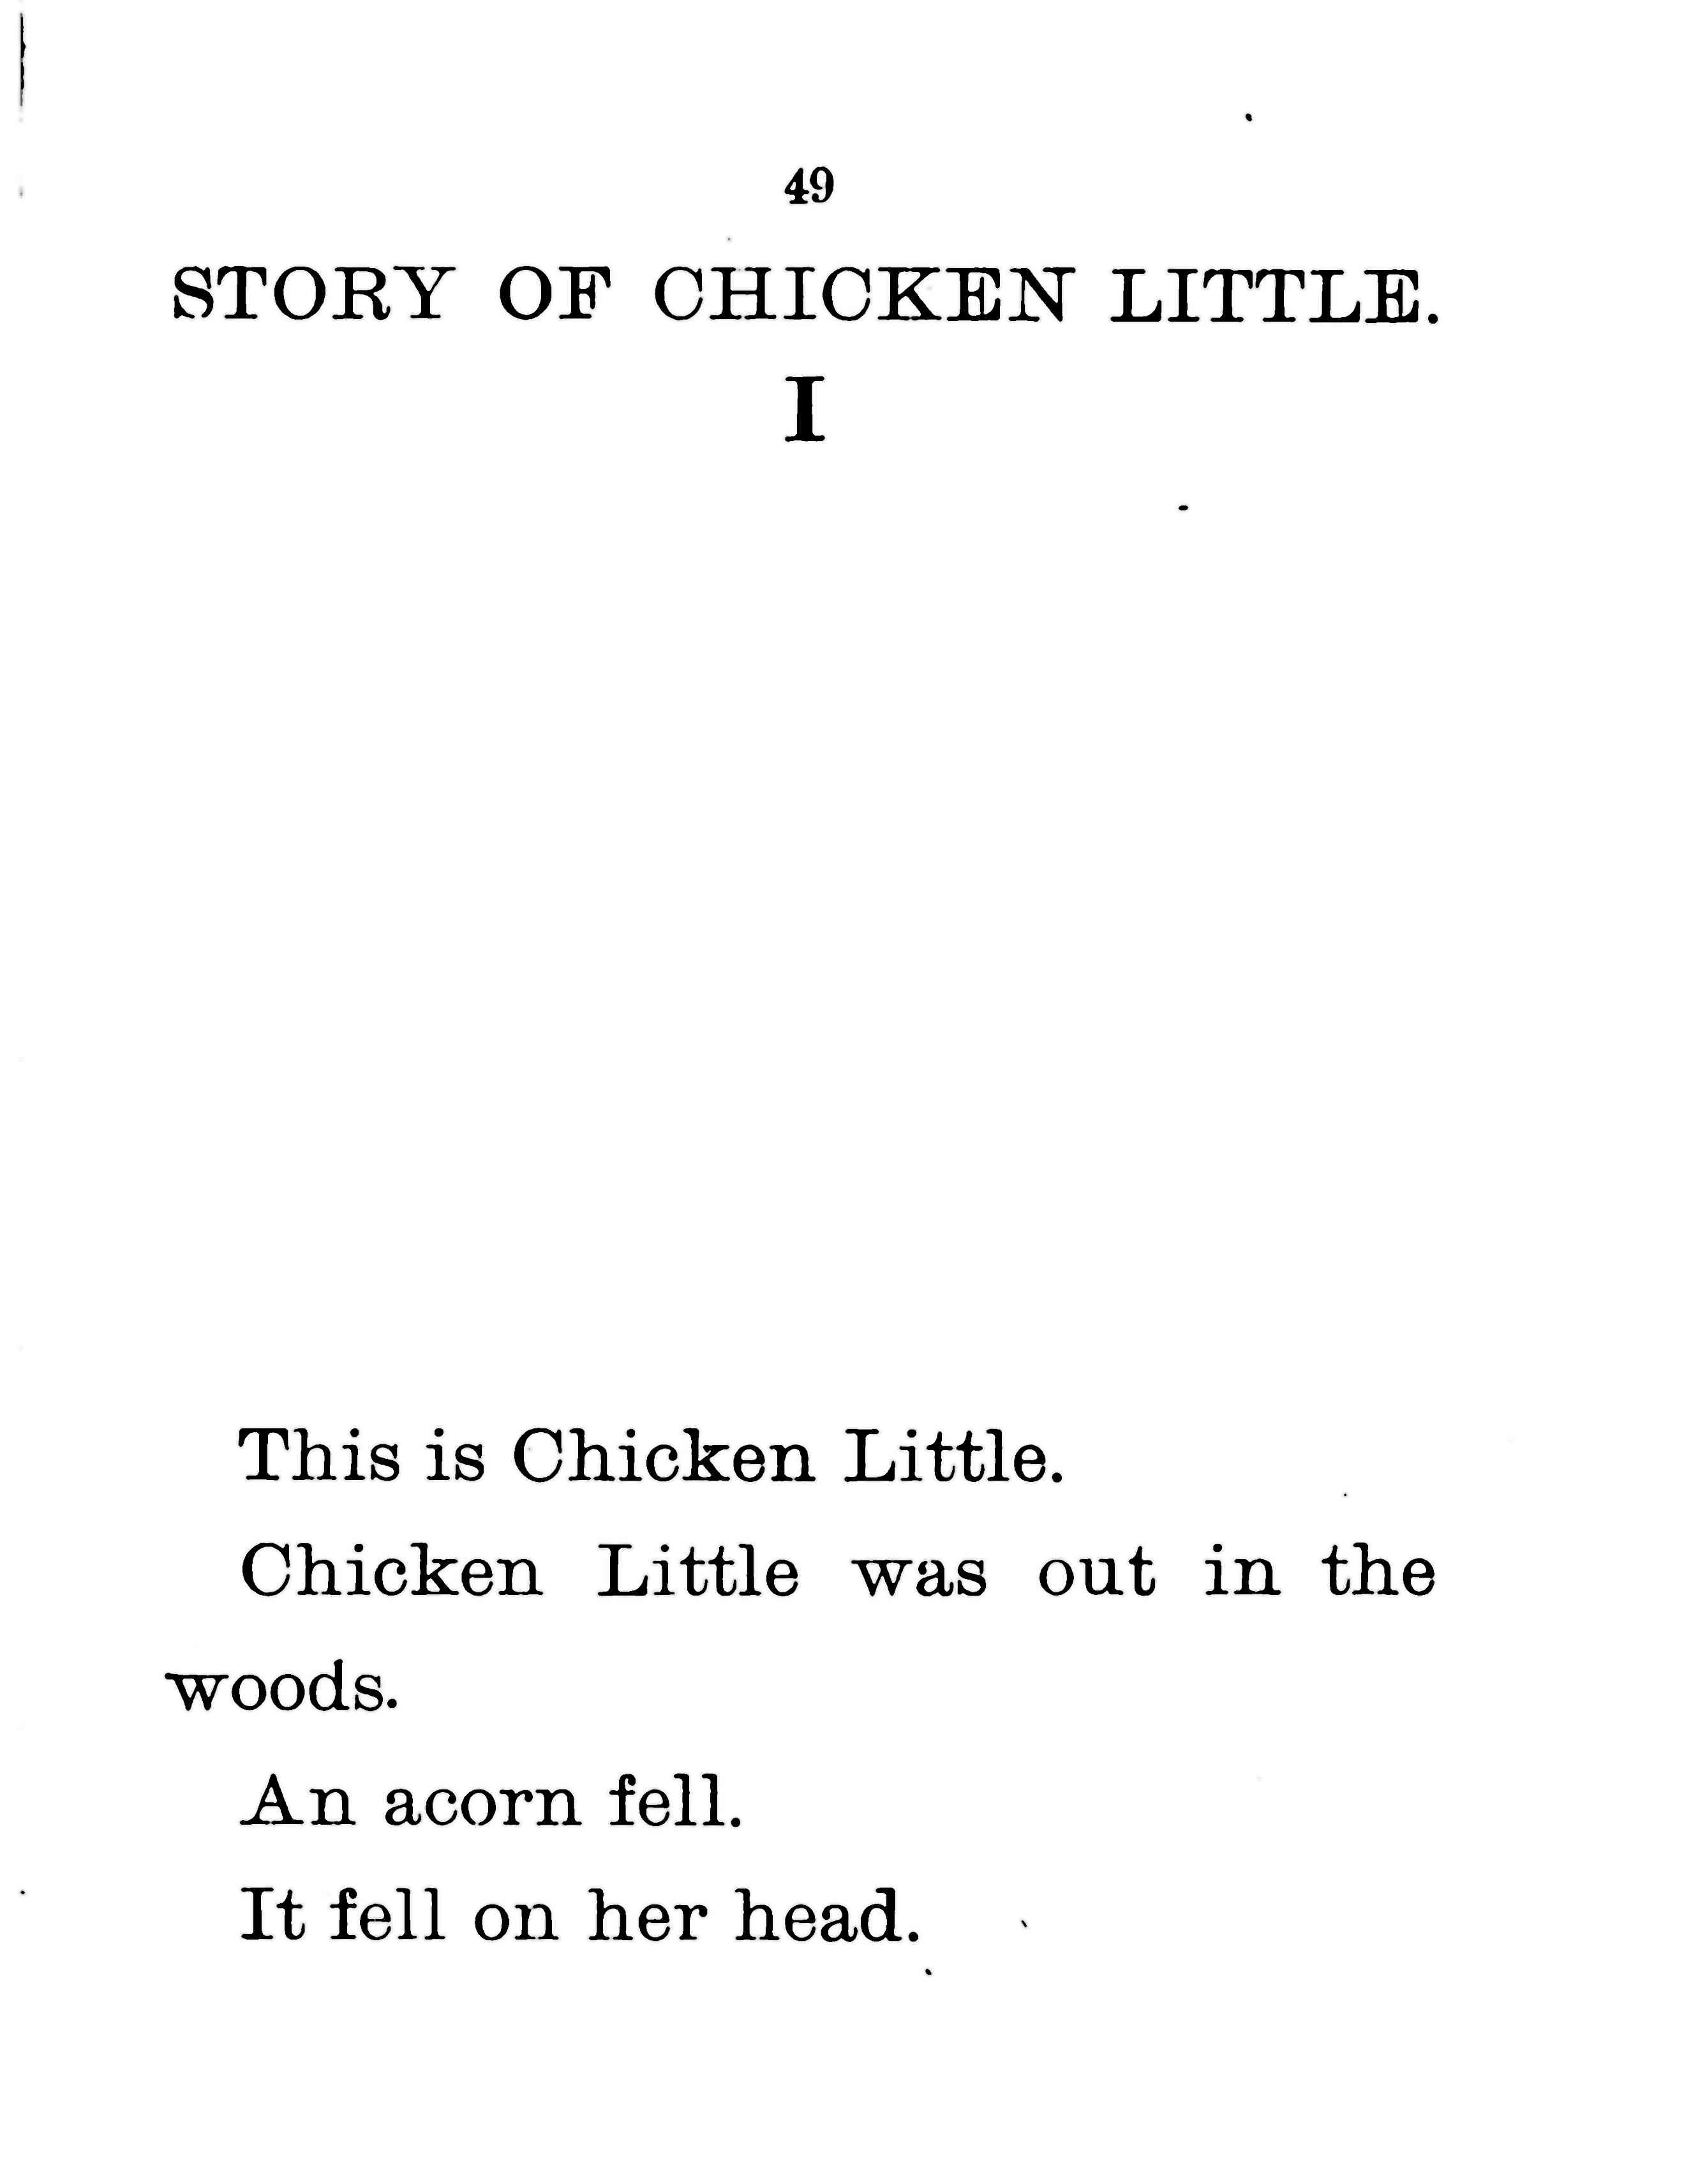 49
STORY OF CHICKEN LITTLE.
I
This is Chicken Little.
Chicken Little was out in the
woods.
An acorn fell.
It fell on her head.